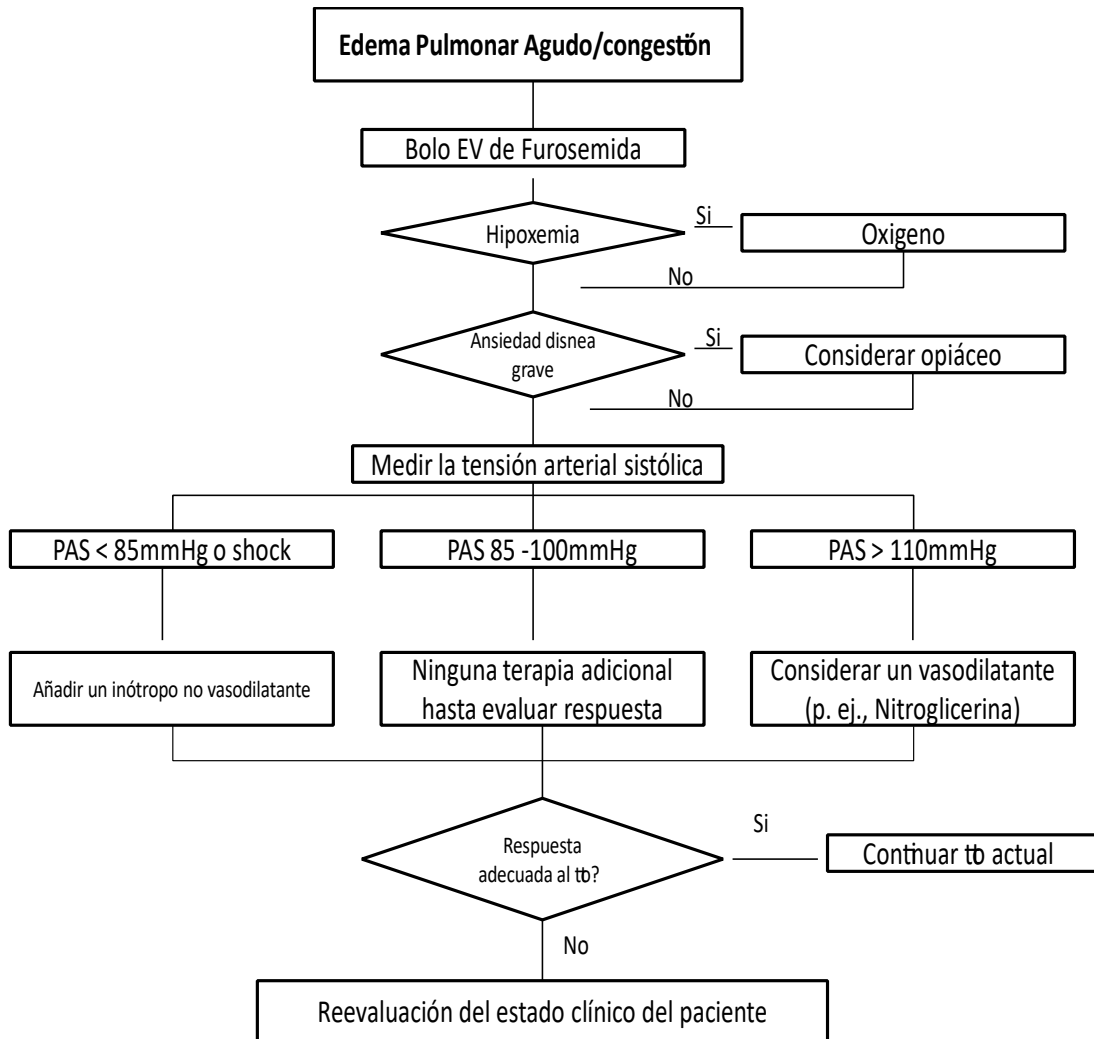 Edema Pulmonar Agudo/congestión
Bolo EV de Furosemida
Hipoxemia
Si
Oxigeno
No
Ansiedad disnea
grave
Si
Considerar opiáceo
No
Medir la tensión arterial sistólica
PAS < 85mmHg o shock
PAS 85 -100mmHg
PAS > 110mmHg
Añadir un inótropo no vasodilatante
Ninguna terapia adicional
hasta evaluar respuesta
Considerar un vasodilatante
(p. ej., Nitroglicerina)
Respuesta
adecuada al tto?
Si
Continuar tto actual
No
Reevaluación del estado clínico del paciente